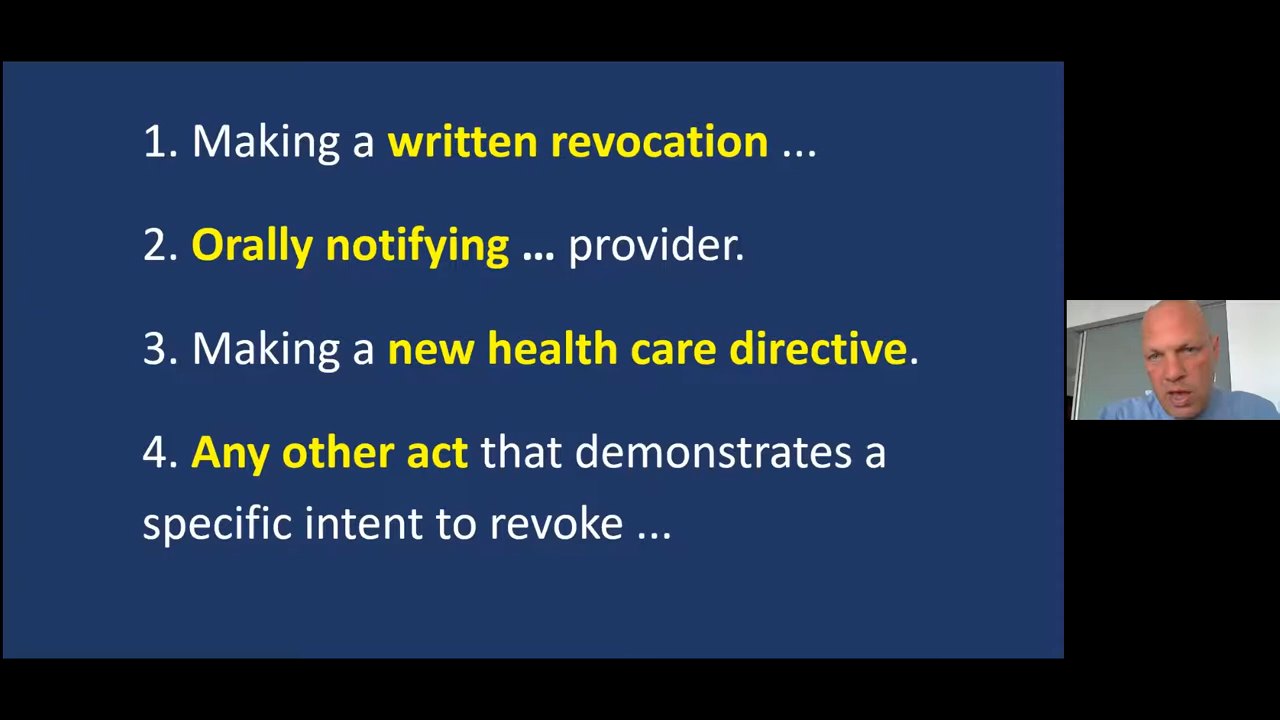 1. Making a written revocation ...
2. Orally notifying ... provider.
3. Making a new health care directive.
4. Any other act that demonstrates a
specific intent to revoke ...